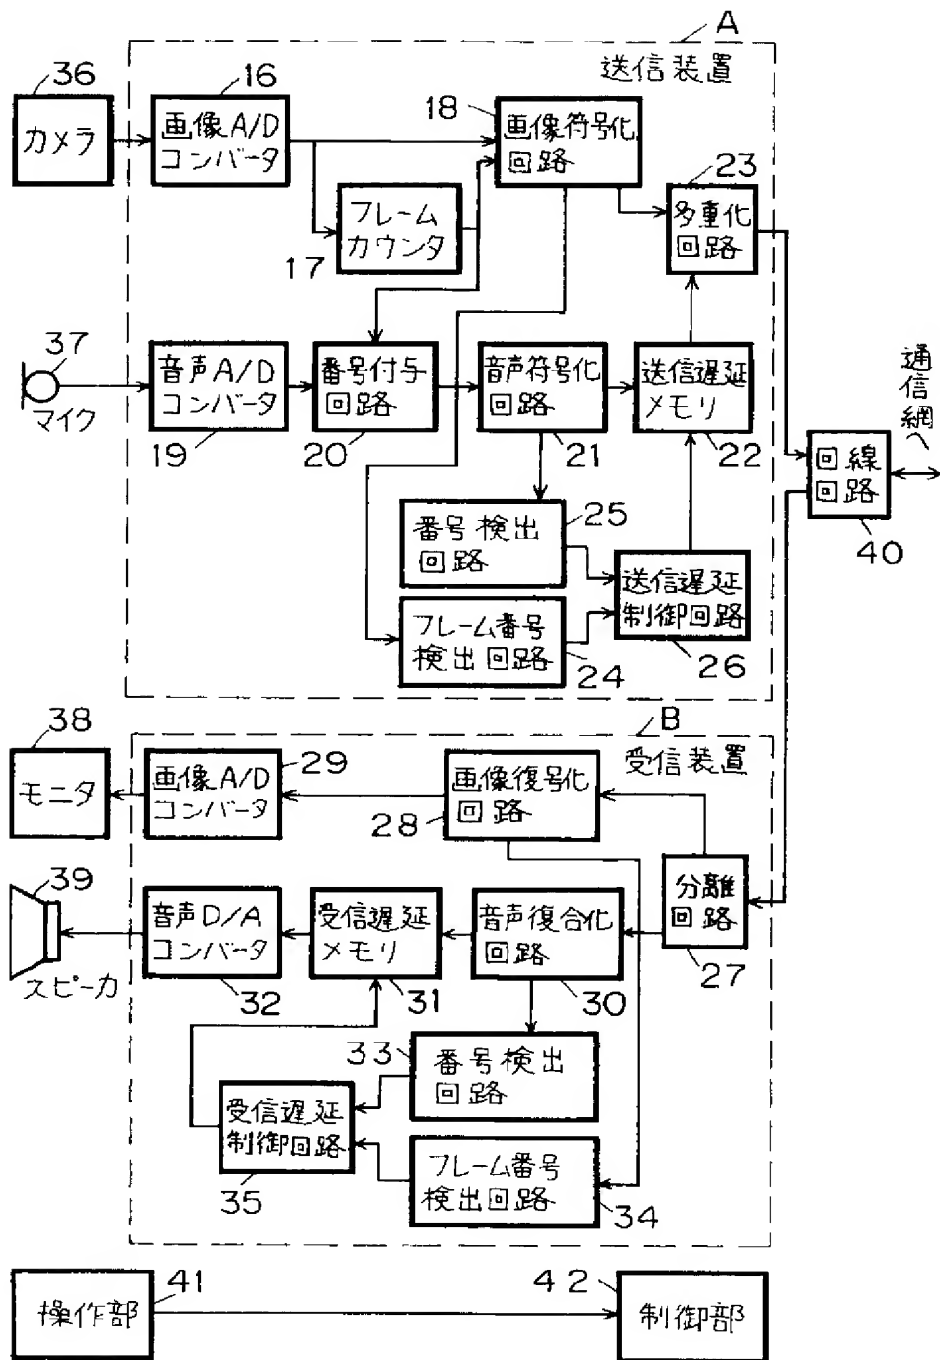 A
送信装置
36
カメラ
16
画像A/D
コンバータ
18
画像符号化
回路
23
多重化
回路
フレーム
カウンタ
17
37
マイク
音声A/D
コンバータ
19
番号付与
回路
20
音声符号化
回路
21
送信遅延
メモリ
22
通信網へ
回線
回路
40
番号検出
回路
25
フレーム番号
検出回路
24
送信遅延
制御回路
26
B
受信装置
38
モニタ
画像A/D
コンバータ
29
画像復号化
回路
28
39
スピーカ
音声D/A
コンバータ
32
受信遅延
メモリ
31
音声復合化
回路
30
分離
回路
27
33
番号検出
回路
受信遅延
制御回路
35
フレーム番号
検出回路
34
41
操作部
42
制御部